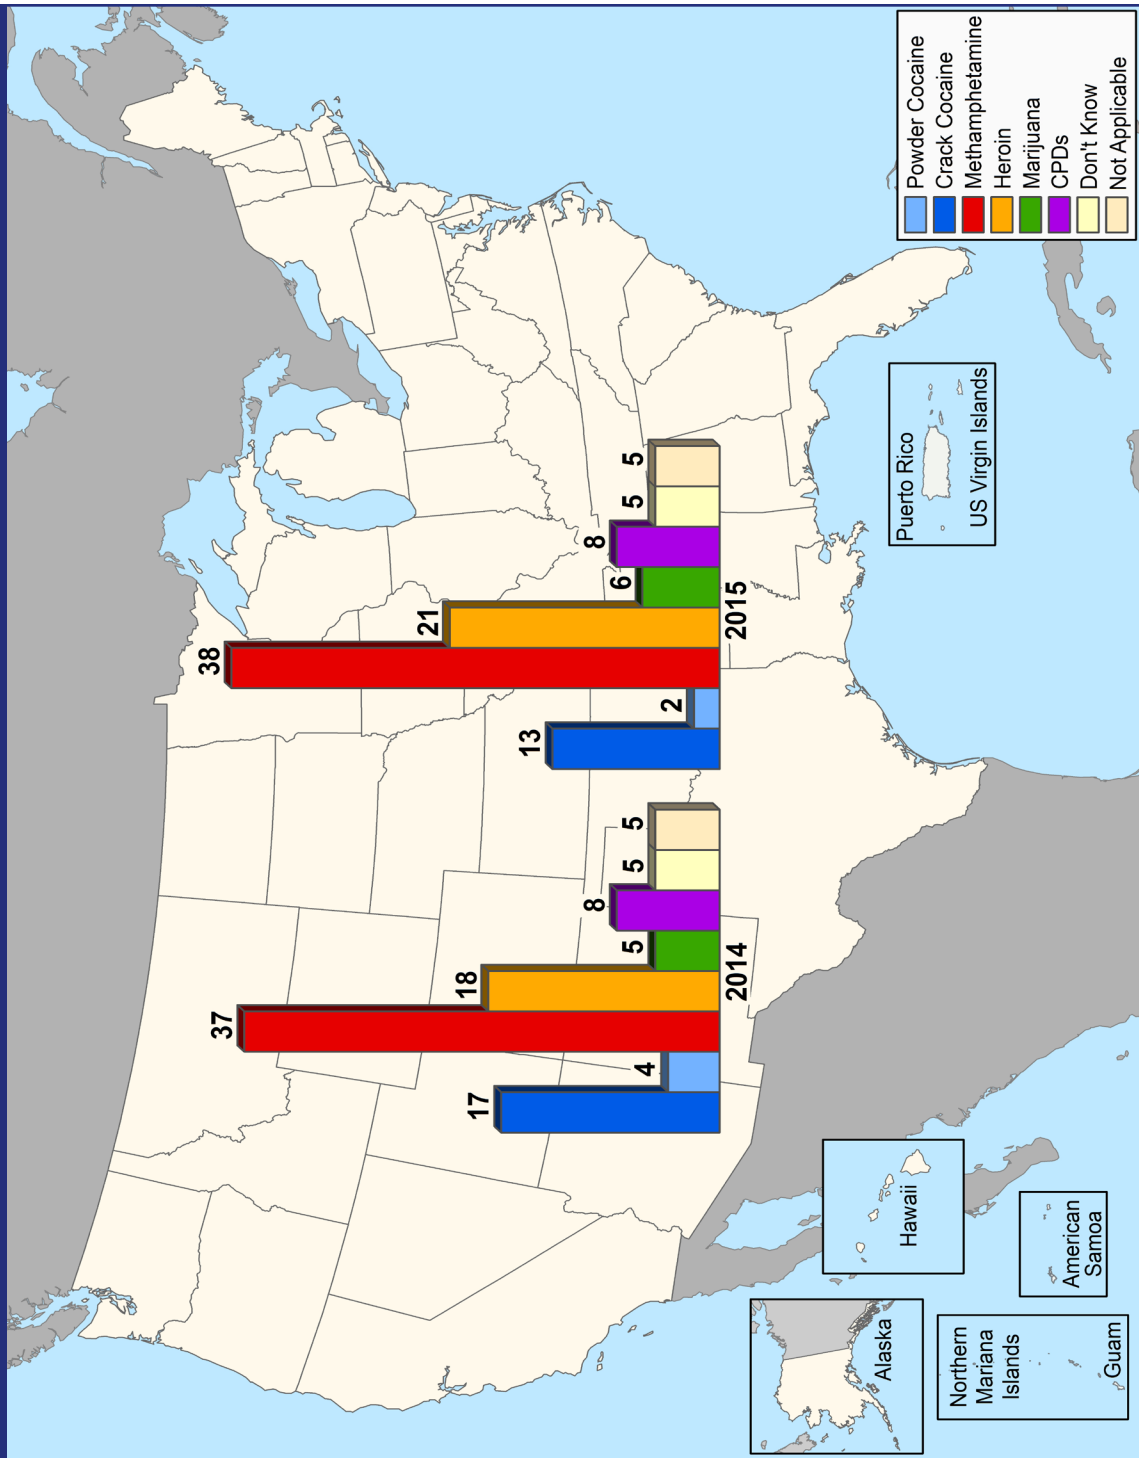 17
4
37
18
5
8
5
5
2014
13
2
38
21
6
8
5
5
2015
Powder Cocaine
Crack Cocaine
Methamphetamine
Heroin
Marijuana
CPDs
Don't Know
Not Applicable
Puerto Rico
US Virgin Islands
Alaska
Hawaii
Northern
Mariana
Islands
Guam
American
Samoa